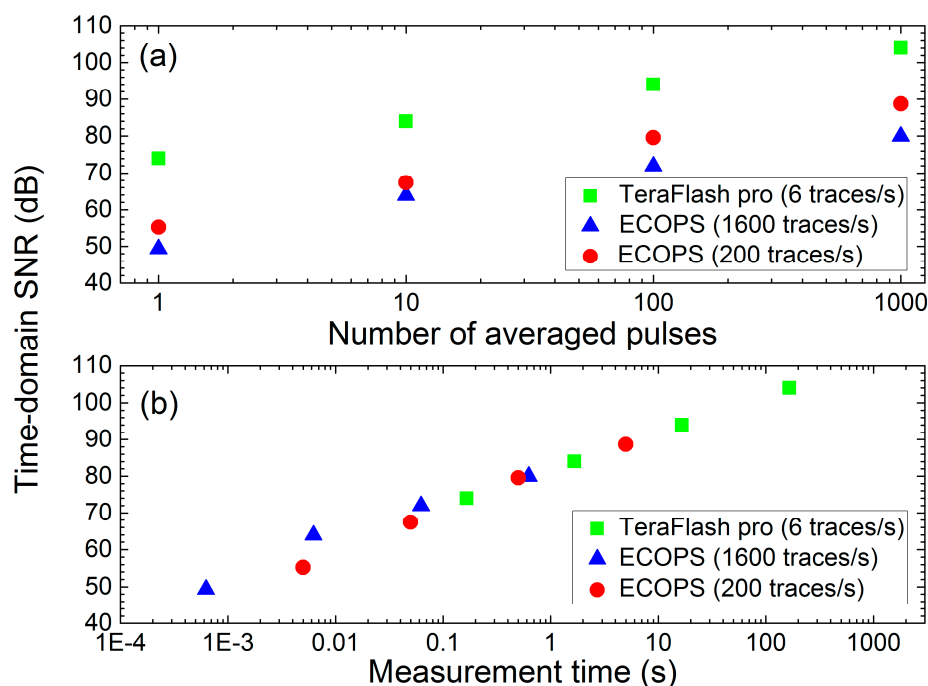 Time-domain SNR (dB)
(a)
110
100
90
80
70
60
50
40
TeraFlash pro (6 traces/s)
ECOPS (1600 traces/s)
ECOPS (200 traces/s)
1 10 100 1000
Number of averaged pulses
(b)
110
100
90
80
70
60
50
40
TeraFlash pro (6 traces/s)
ECOPS (1600 traces/s)
ECOPS (200 traces/s)
1E-4 1E-3 0.01 0.1 1 10 100 1000
Measurement time (s)